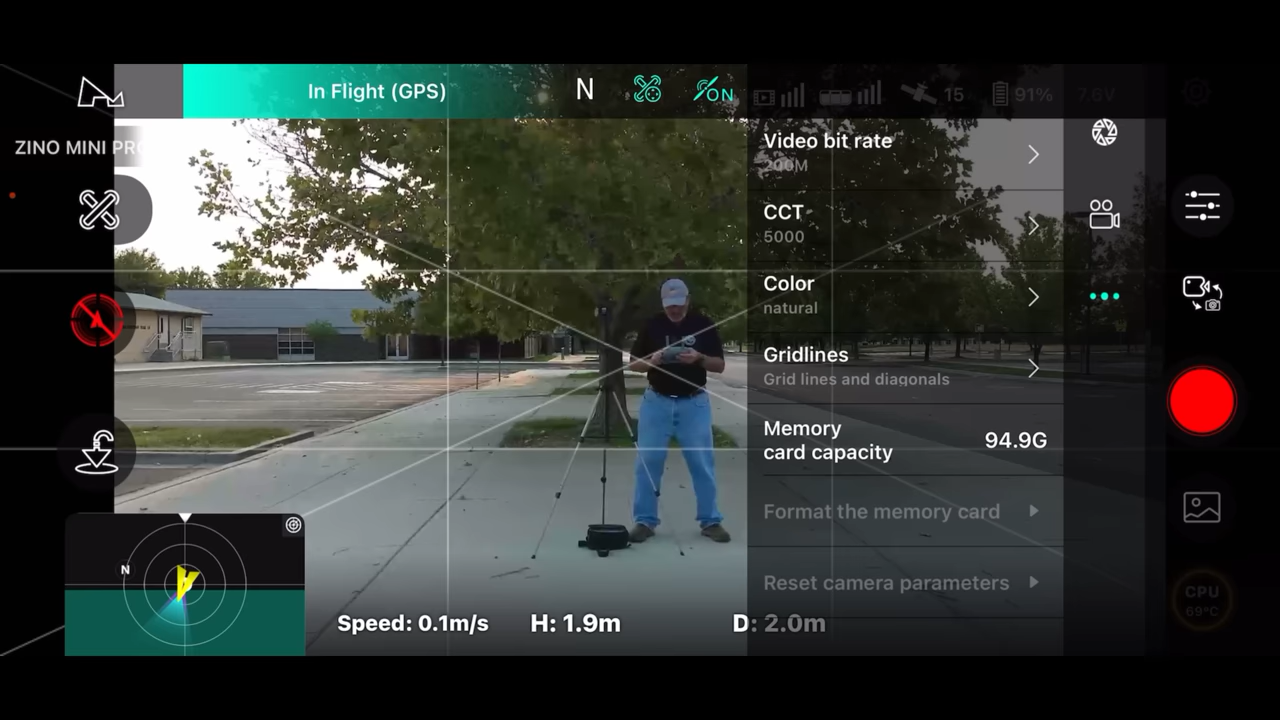 In Flight (GPS)
N
ON
15
91%
7.6V
ZINO MINI PR
Video bit rate
200M
CCT
5000
Color
natural
Gridlines
Grid lines and diagonals
Memory
card capacity
94.9G
Format the memory card
Reset camera parameters
N
Speed: 0.1m/s
H: 1.9m
D: 2.0m
CPU
69°C